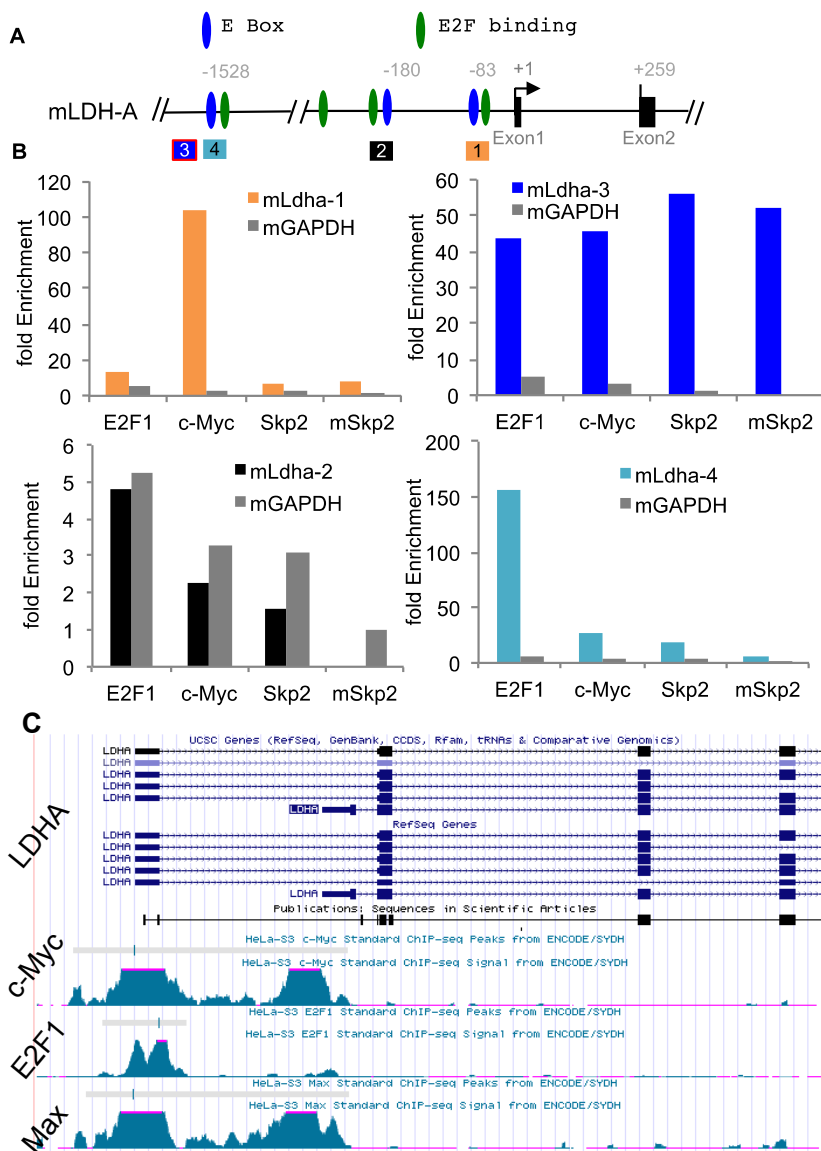 A
E Box
E2F binding
-1528
-180
-83
+1
+259
mLDH-A
Exon1
Exon2
3
4
2
1
B
fold Enrichment
120
100
80
60
40
20
0
mLdha-1
mGAPDH
E2F1
c-Myc
Skp2
mSkp2
fold Enrichment
60
50
40
30
20
10
0
mLdha-3
mGAPDH
E2F1
c-Myc
Skp2
mSkp2
fold Enrichment
6
5
4
3
2
1
0
mLdha-2
mGAPDH
E2F1
c-Myc
Skp2
mSkp2
fold Enrichment
200
150
100
50
0
mLdha-4
mGAPDH
E2F1
c-Myc
Skp2
mSkp2
C
LDHA
UCSC Genes (RefSeq, GenBank, CCDS, Rfam, tRNAs & Comparative Genomics)
LDHA
LDHA
LDHA
LDHA
LDHA
LDHA
RefSeq Genes
LDHA
LDHA
LDHA
LDHA
LDHA
LDHA
Publications: Sequences in Scientific Articles
c-Myc
HeLa-S3 c-Myc Standard ChIP-seq Peaks from ENCODE/SYDH
HeLa-S3 c-Myc Standard ChIP-seq Signal from ENCODE/SYDH
E2F1
HeLa-S3 E2F1 Standard ChIP-seq Peaks from ENCODE/SYDH
HeLa-S3 E2F1 Standard ChIP-seq Signal from ENCODE/SYDH
Max
HeLa-S3 Max Standard ChIP-seq Peaks from ENCODE/SYDH
HeLa-S3 Max Standard ChIP-seq Signal from ENCODE/SYDH